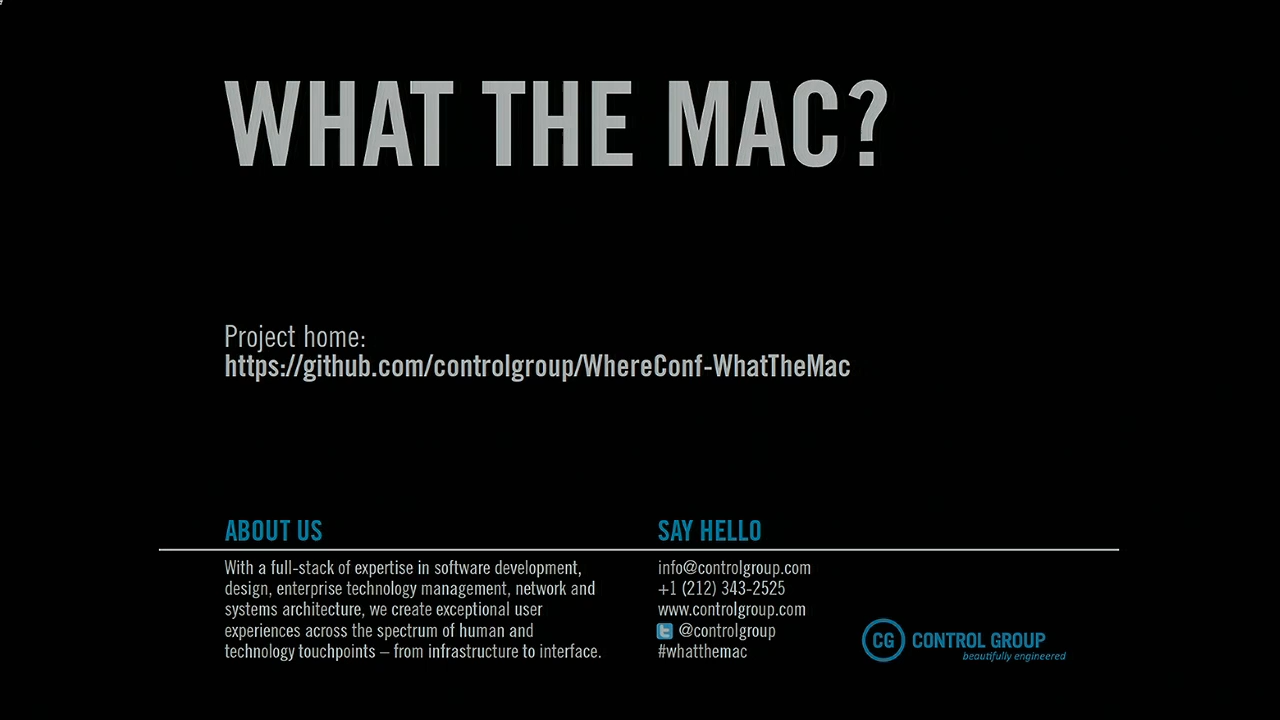 WHAT THE MAC?
Project home:
https://github.com/controlgroup/WhereConf-WhatTheMac
ABOUT US
With a full-stack of expertise in software development,
design, enterprise technology management, network and
systems architecture, we create exceptional user
experiences across the spectrum of human and
technology touchpoints – from infrastructure to interface.
SAY HELLO
info@controlgroup.com
+1 (212) 343-2525
www.controlgroup.com
@controlgroup
#whatthemac
CG CONTROL GROUP
beautifully engineered